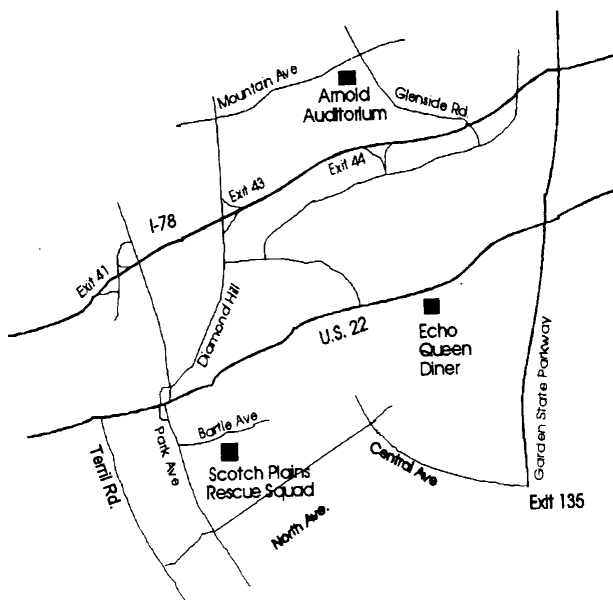 Mountain Ave
Arnold
Auditorium
Glenside Rd.
Exit 44
Exit 43
I-78
Exit 41
Diamond Hill
U.S. 22
Echo
Queen
Diner
Garden State Parkway
Bartle Ave
Park Ave
Terril Rd.
Scotch Plains
Rescue Squad
Central Ave
North Ave.
Exit 135